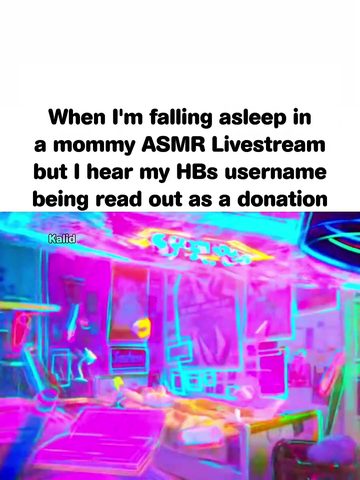 When I'm falling asleep in
a mommy ASMR Livestream
but I hear my HBs username
being read out as a donation
Kalid